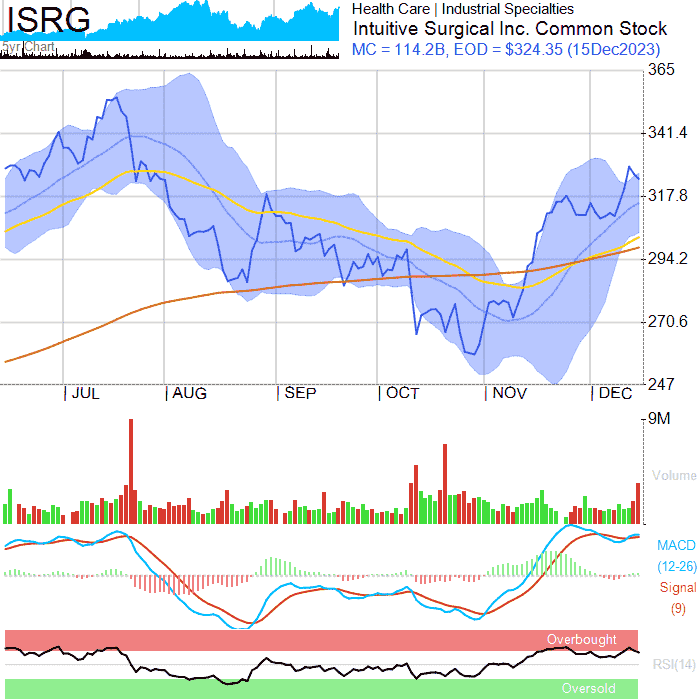 ISRG
5yr Chart
Health Care | Industrial Specialties
Intuitive Surgical Inc. Common Stock
MC = 114.2B, EOD = $324.35 (15Dec2023)
365
341.4
317.8
294.2
270.6
247
JUL AUG SEP OCT NOV DEC
9M
Volume
MACD
(12-26)
Signal
(9)
Overbought
RSI(14)
Oversold